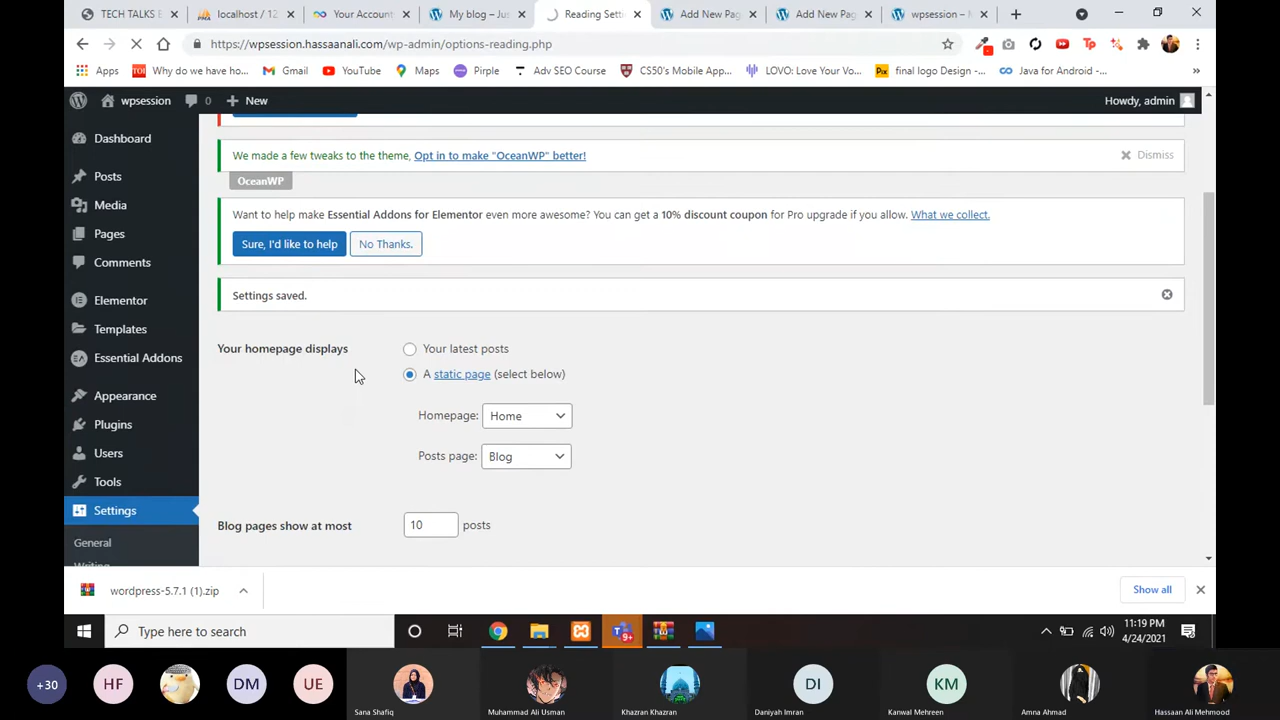 TECH TALKS E
localhost / 12
Your Account
My blog – Jus
Reading Setti
Add New Pag
Add New Pag
wpsession –
https://wpsession.hassaanali.com/wp-admin/options-reading.php
Apps
TOI
Why do we have ho...
Gmail
YouTube
Maps
Pirple
Adv SEO Course
CS50's Mobile App...
LOVO: Love Your Vo...
Pix
final logo Design -...
Java for Android -...
»
wpsession
0
New
Howdy, admin
Dashboard
Posts
Media
Pages
Comments
Elementor
Templates
Essential Addons
Appearance
Plugins
Users
Tools
Settings
General
Writing
We made a few tweaks to the theme, Opt in to make "OceanWP" better!
Dismiss
OceanWP
Want to help make Essential Addons for Elementor even more awesome? You can get a 10% discount coupon for Pro upgrade if you allow. What we collect.
Sure, I'd like to help
No Thanks.
Settings saved.
Your homepage displays
Your latest posts
A static page (select below)
Homepage: Home
Posts page: Blog
Blog pages show at most
10 posts
wordpress-5.7.1 (1).zip
Show all
Type here to search
9+
11:19 PM
4/24/2021
+30
HF
DM
UE
Sana Shafiq
Muhammad Ali Usman
Khazran Khazran
DI
Daniyah Imran
KM
Kanwal Mehreen
Amna Ahmad
Hassaan Ali Mehmood